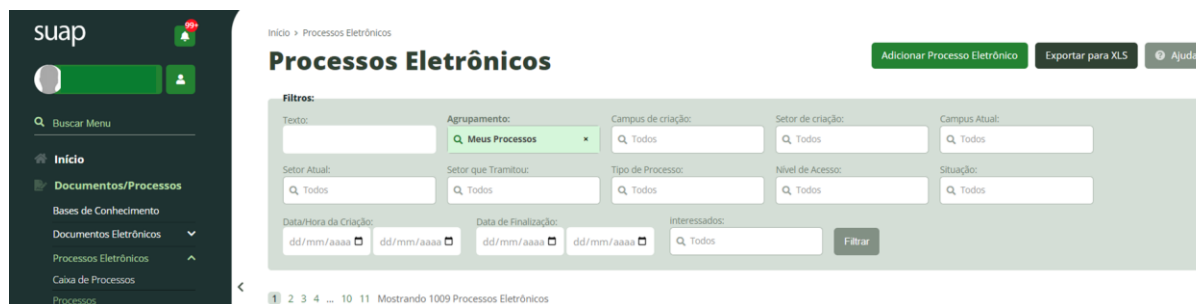 suap
99+
Buscar Menu
Início
Documentos/Processos
Bases de Conhecimento
Documentos Eletrônicos
Processos Eletrônicos
Caixa de Processos
Processos
Início > Processos Eletrônicos
Processos Eletrônicos
Adicionar Processo Eletrônico
Exportar para XLS
Ajuda
Filtros:
Texto: Agrupamento: Campus de criação: Setor de criação: Campus Atual:
Meus Processos × Todos Todos Todos
Setor Atual: Setor que Tramitou: Tipo de Processo: Nível de Acesso: Situação:
Todos Todos Todos Todos Todos
Data/Hora da Criação: Data de Finalização: Interessados:
dd/mm/aaaa dd/mm/aaaa dd/mm/aaaa dd/mm/aaaa Todos Filtrar
1 2 3 4 ... 10 11 Mostrando 1009 Processos Eletrônicos